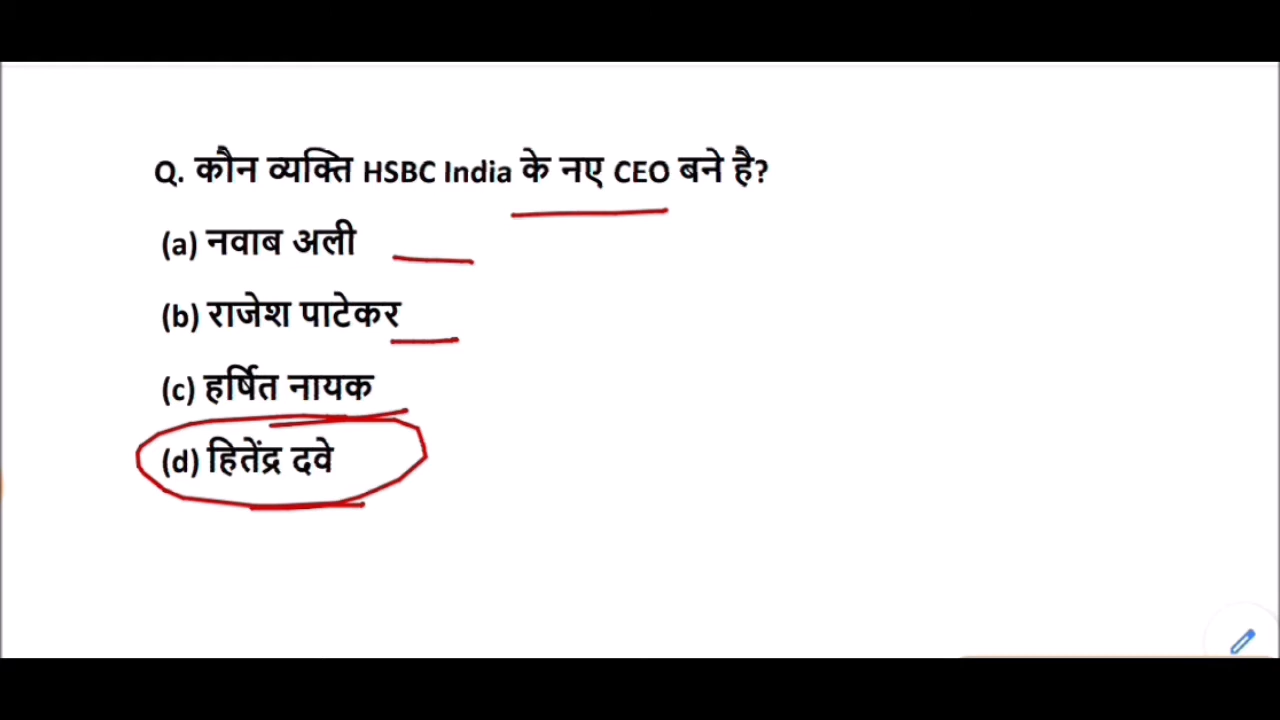 Q. कौन व्यक्ति HSBC India के नए CEO बने है?
(a) नवाब अली
(b) राजेश पाटेकर
(c) हर्षित नायक
(d) हितेंद्र दवे